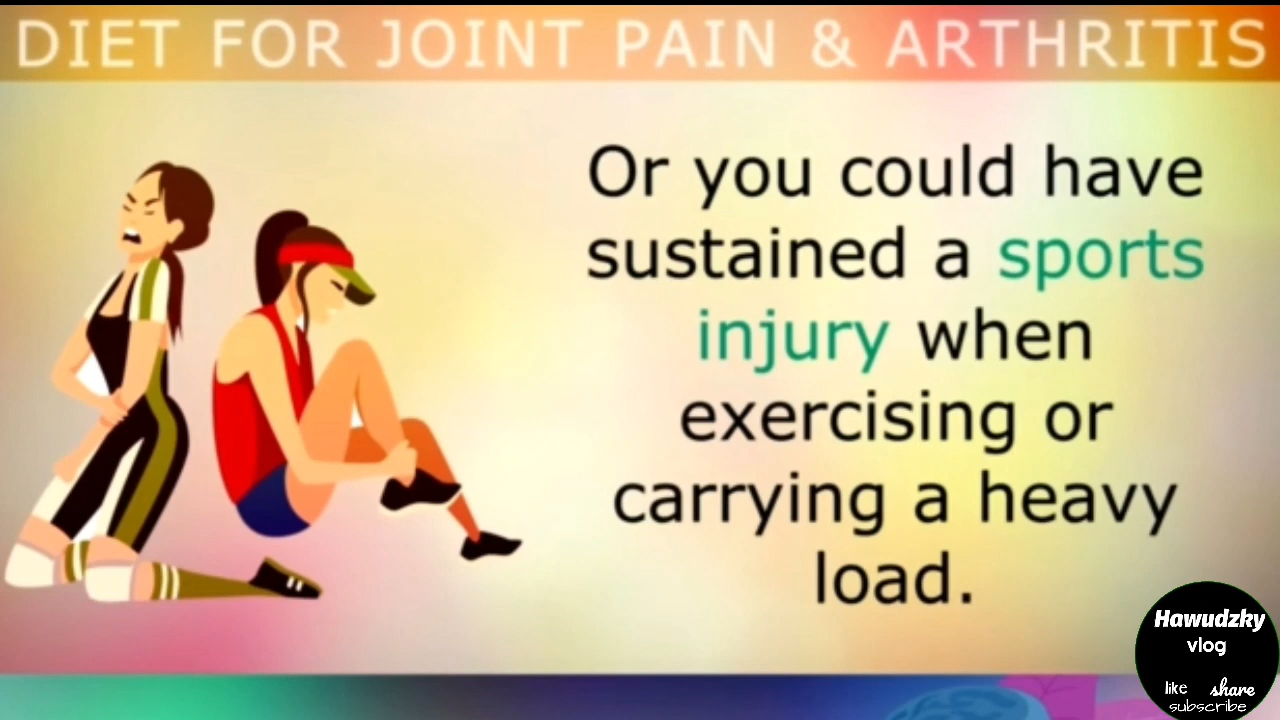 DIET FOR JOINT PAIN & ARTHRITIS
Or you could have
sustained a sports
injury when
exercising or
carrying a heavy
load.
Hawudzky
vlog
like share
subscribe